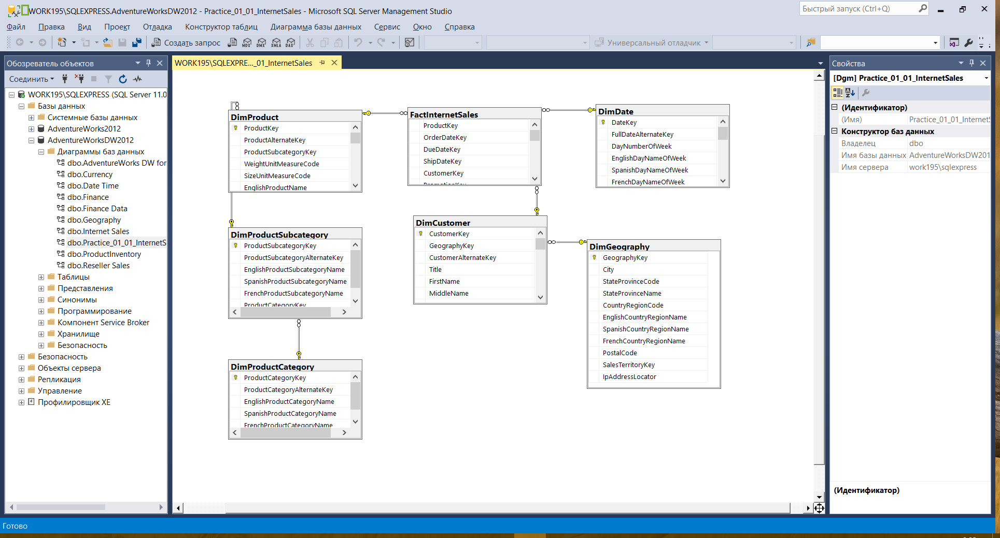 WORK195\SQLEXPRESS.AdventureWorksDW2012 - Practice_01_01_InternetSales - Microsoft SQL Server Management Studio
Быстрый запуск (Ctrl+Q)
Файл Правка Вид Проект Отладка Конструктор таблиц Диаграмма базы данных Сервис Окно Справка
Создать запрос MDX DMX XMLA DAX Универсальный отладчик
Обозреватель объектов
Соединить
WORK195\SQLEXPRESS (SQL Server 11.0
Базы данных
Системные базы данных
AdventureWorks2012
AdventureWorksDW2012
Диаграммы баз данных
dbo.AdventureWorks DW for
dbo.Currency
dbo.Date Time
dbo.Finance
dbo.Finance Data
dbo.Geography
dbo.Internet Sales
dbo.Practice_01_01_InternetS
dbo.ProductInventory
dbo.Reseller Sales
Таблицы
Представления
Синонимы
Программирование
Компонент Service Broker
Хранилище
Безопасность
Безопасность
Объекты сервера
Репликация
Управление
Профилировщик XE
WORK195\SQLEXPRE..._01_InternetSales
DimProduct
ProductKey
ProductAlternateKey
ProductSubcategoryKey
WeightUnitMeasureCode
SizeUnitMeasureCode
EnglishProductName
FactInternetSales
ProductKey
OrderDateKey
DueDateKey
ShipDateKey
CustomerKey
PromotionKey
DimDate
DateKey
FullDateAlternateKey
DayNumberOfWeek
EnglishDayNameOfWeek
SpanishDayNameOfWeek
FrenchDayNameOfWeek
DimProductSubcategory
ProductSubcategoryKey
ProductSubcategoryAlternateKey
EnglishProductSubcategoryName
SpanishProductSubcategoryName
FrenchProductSubcategoryName
ProductCategoryKey
DimCustomer
CustomerKey
GeographyKey
CustomerAlternateKey
Title
FirstName
MiddleName
DimGeography
GeographyKey
City
StateProvinceCode
StateProvinceName
CountryRegionCode
EnglishCountryRegionName
SpanishCountryRegionName
FrenchCountryRegionName
PostalCode
SalesTerritoryKey
IpAddressLocator
DimProductCategory
ProductCategoryKey
ProductCategoryAlternateKey
EnglishProductCategoryName
SpanishProductCategoryName
FrenchProductCategoryName
Свойства
[Dgm] Practice_01_01_InternetSales
(Идентификатор)
(Имя) Practice_01_01_InternetS
Конструктор баз данных
Владелец dbo
Имя базы данных AdventureWorksDW201
Имя сервера work195\sqlexpress
(Идентификатор)
Готово